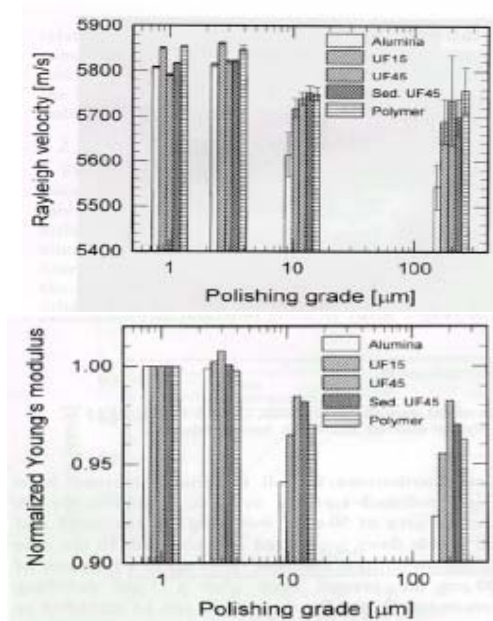 Rayleigh velocity [m/s]
5900
5800
5700
5600
5500
5400
Alumina
UF15
UF45
Sed. UF45
Polymer
1
10
100
Polishing grade [μm]
Normalized Young's modulus
1.00
0.95
0.90
Alumina
UF15
UF45
Sed. UF45
Polymer
1
10
100
Polishing grade [μm]